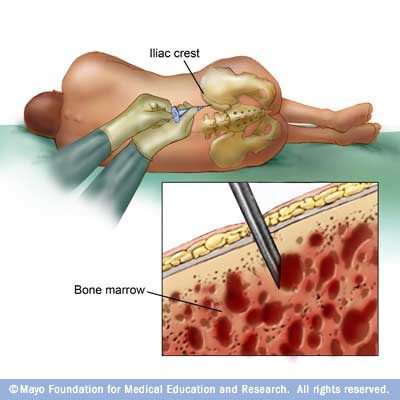 Iliac crest
Bone marrow
© Mayo Foundation for Medical Education and Research. All rights reserved.